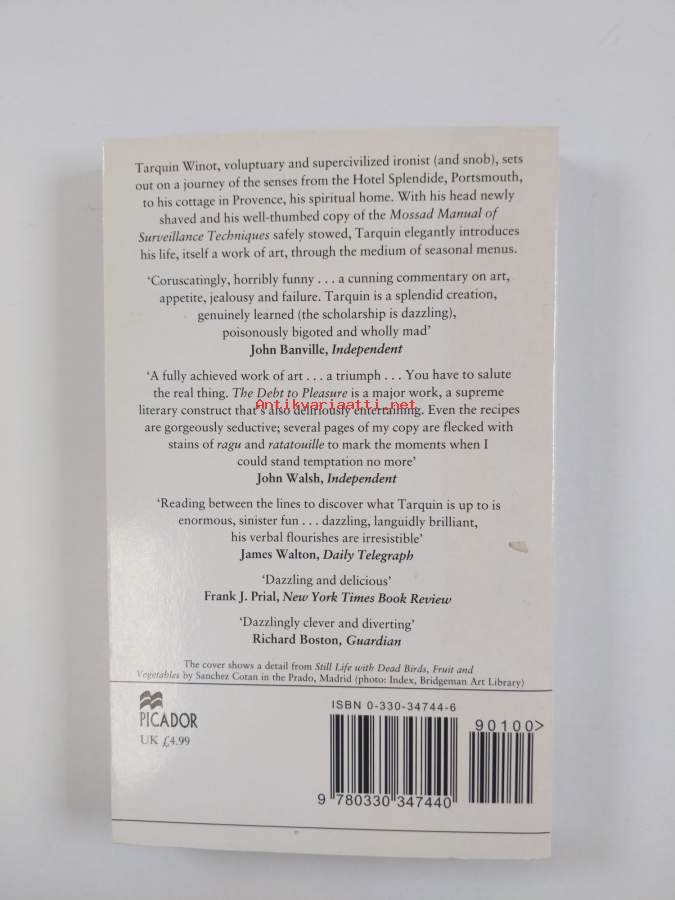 Tarquin Winot, voluptuary and supercivilized ironist (and snob), sets
out on a journey of the senses from the Hotel Splendide, Portsmouth,
to his cottage in Provence, his spiritual home. With his head newly
shaved and his well-thumbed copy of the Mossad Manual of
Surveillance Techniques safely stowed, Tarquin elegantly introduces
his life, itself a work of art, through the medium of seasonal menus.
‘Coruscatingly, horribly funny . . . a cunning commentary on art,
appetite, jealousy and failure. Tarquin is a splendid creation,
genuinely learned (the scholarship is dazzling),
poisonously bigoted and wholly mad’
John Banville, Independent
‘A fully achieved work of art . . . a triumph . . . You have to salute
the real thing. The Debt to Pleasure is a major work, a supreme
Antikvariaatti.net
literary construct that's also deliciously entertaining. Even the recipes
are gorgeously seductive; several pages of my copy are flecked with
stains of ragu and ratatouille to mark the moments when I
could stand temptation no more’
John Walsh, Independent
‘Reading between the lines to discover what Tarquin is up to is
enormous, sinister fun . . . dazzling, languidly brilliant,
his verbal flourishes are irresistible’
James Walton, Daily Telegraph
‘Dazzling and delicious’
Frank J. Prial, New York Times Book Review
‘Dazzlingly clever and diverting’
Richard Boston, Guardian
The cover shows a detail from Still Life with Dead Birds, Fruit and
Vegetables by Sanchez Cotan in the Prado, Madrid (photo: Index, Bridgeman Art Library)
PICADOR
UK £4.99
ISBN 0-330-34744-6
90100>
9 780330 347440